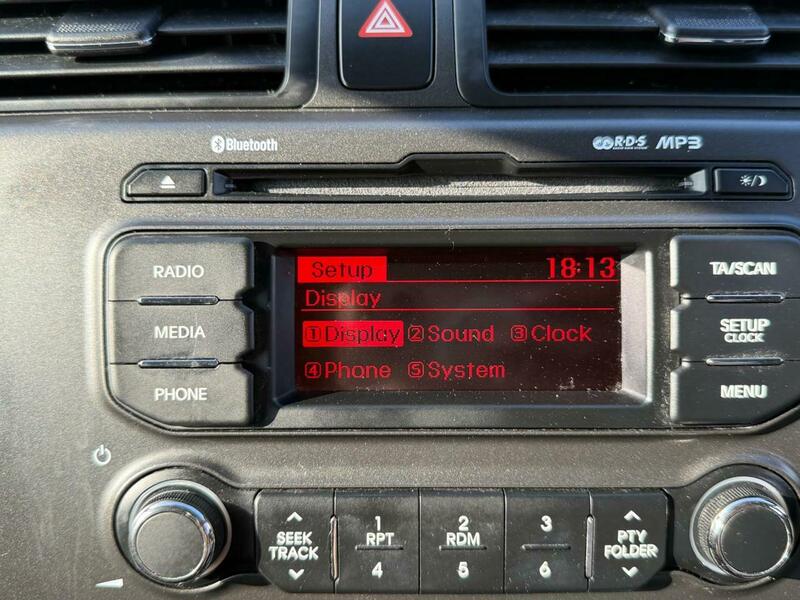 Bluetooth
R·D·S MP3
RADIO
MEDIA
PHONE
Setup 18:13
Display
①Display ②Sound ③Clock
④Phone ⑤System
TA/SCAN
SETUP
CLOCK
MENU
SEEK
TRACK
1
RPT
4
2
RDM
5
3
6
PTY
FOLDER